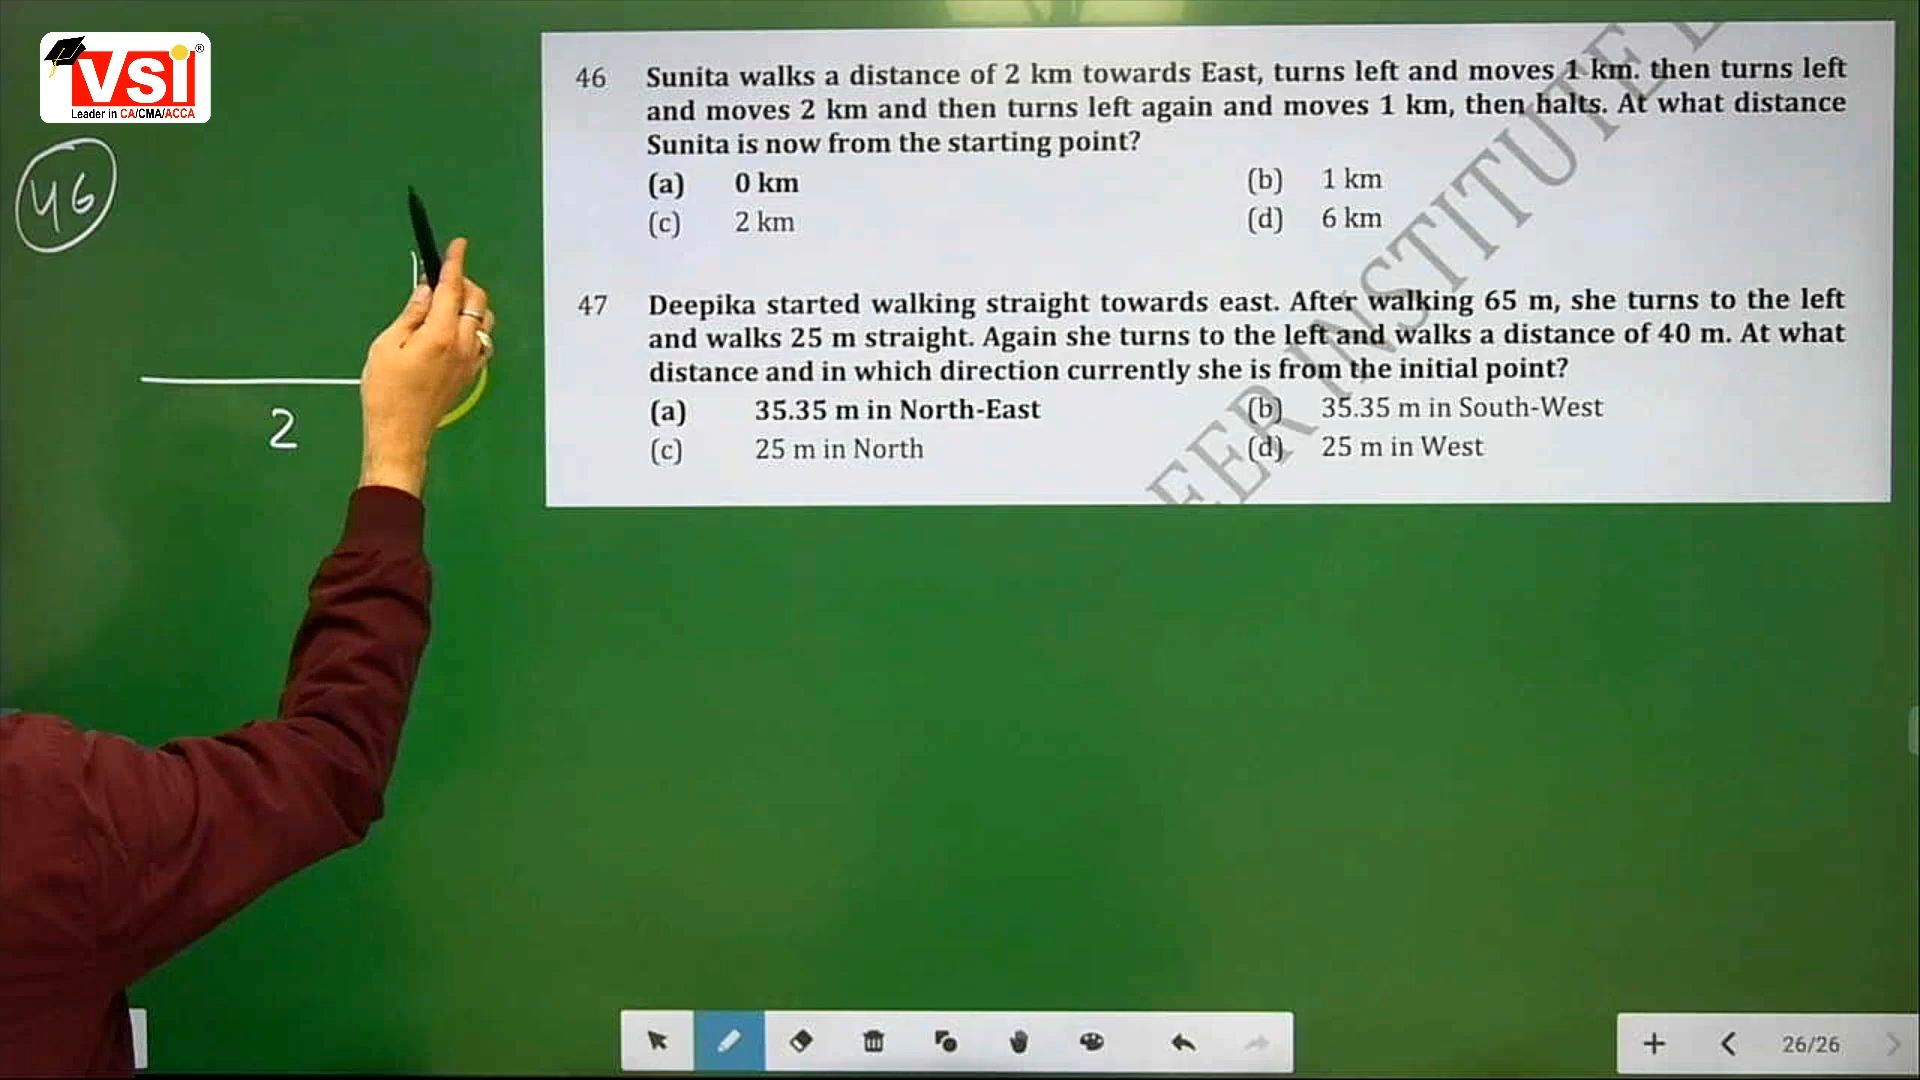 VSI®
Leader in CA/CMA/ACCA
46
2
46 Sunita walks a distance of 2 km towards East, turns left and moves 1 km. then turns left
and moves 2 km and then turns left again and moves 1 km, then halts. At what distance
Sunita is now from the starting point?
(a) 0 km (b) 1 km
(c) 2 km (d) 6 km
47 Deepika started walking straight towards east. After walking 65 m, she turns to the left
and walks 25 m straight. Again she turns to the left and walks a distance of 40 m. At what
distance and in which direction currently she is from the initial point?
(a) 35.35 m in North-East (b) 35.35 m in South-West
(c) 25 m in North (d) 25 m in West
INSTITUTE
26/26